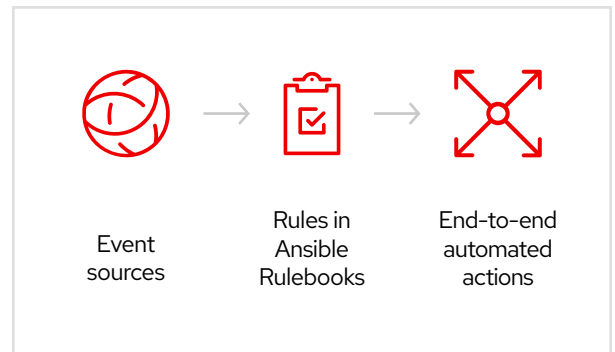 Event
sources
Rules in
Ansible
Rulebooks
End-to-end
automated
actions